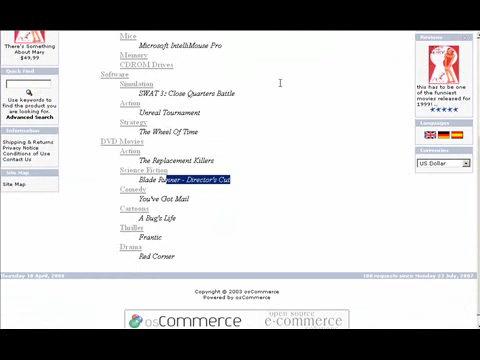 There's Something
About Mary
$49.99
Quick Find
Use keywords to
find the product you
are looking for.
Advanced Search
Information
Shipping & Returns
Privacy Notice
Conditions of Use
Contact Us
Site Map
Site Map
Mice
Microsoft IntelliMouse Pro
Memory
CDROM Drives
Software
Simulation
SWAT 3: Close Quarters Battle
Action
Unreal Tournament
Strategy
The Wheel Of Time
DVD Movies
Action
The Replacement Killers
Science Fiction
Blade Runner - Director's Cut
Comedy
You've Got Mail
Cartoons
A Bug's Life
Thriller
Frantic
Drama
Red Corner
Reviews
this has to be
one of the
funniest
movies released for
1999!
Languages
Currencies
US Dollar
Thursday 10 April, 2008
requests since Monday 23 July, 2007
Copyright © 2003 osCommerce
Powered by osCommerce
osCommerce
open source
e-commerce